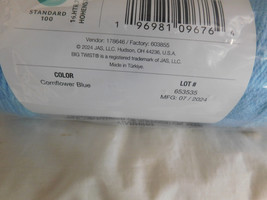 STANDARD
100
1 96981 09676
Vendor: 178648 / Factory: 603855
© 2024 JAS, LLC. Hudson, OH 44236, U.S.A.
BIG TWIST® is a registered trademark of JAS, LLC.
Made in Türkiye.
COLOR
Cornflower Blue
LOT #
653535
MFG: 07 / 2024